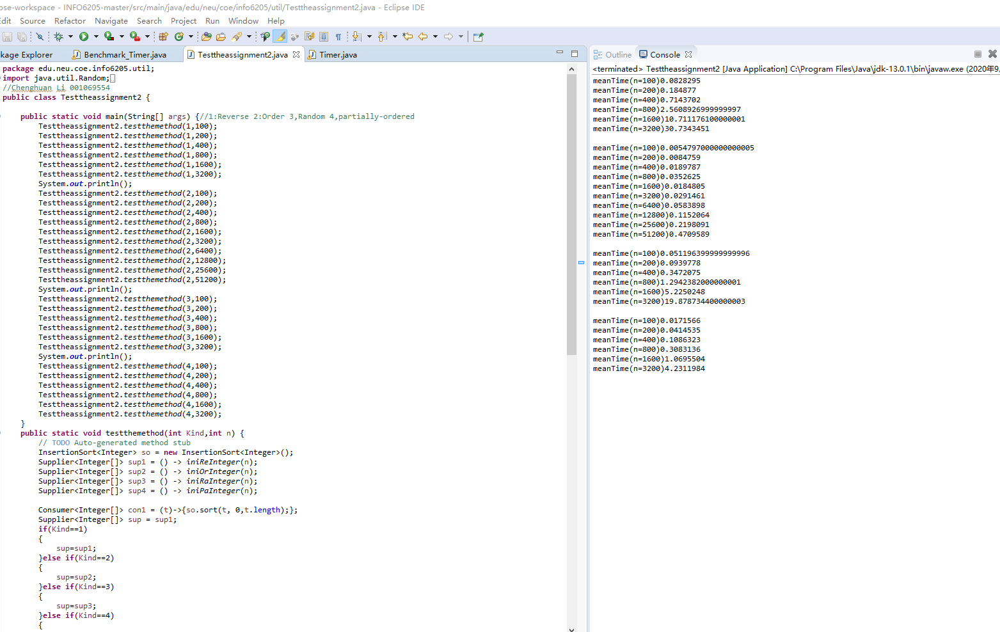 pse-workspace - INFO6205-master/src/main/java/edu/neu/coe/info6205/util/Testtheassignment2.java - Eclipse IDE
Edit Source Refactor Navigate Search Project Run Window Help
kage Explorer Benchmark_Timer.java Testtheassignment2.java Timer.java
package edu.neu.coe.info6205.util;
import java.util.Random;
//Chenghuan Li 001069554
public class Testtheassignment2 {
public static void main(String[] args) {//1:Reverse 2:Order 3,Random 4,partially-ordered
Testtheassignment2.testthemethod(1,100);
Testtheassignment2.testthemethod(1,200);
Testtheassignment2.testthemethod(1,400);
Testtheassignment2.testthemethod(1,800);
Testtheassignment2.testthemethod(1,1600);
Testtheassignment2.testthemethod(1,3200);
System.out.println();
Testtheassignment2.testthemethod(2,100);
Testtheassignment2.testthemethod(2,200);
Testtheassignment2.testthemethod(2,400);
Testtheassignment2.testthemethod(2,800);
Testtheassignment2.testthemethod(2,1600);
Testtheassignment2.testthemethod(2,3200);
Testtheassignment2.testthemethod(2,6400);
Testtheassignment2.testthemethod(2,12800);
Testtheassignment2.testthemethod(2,25600);
Testtheassignment2.testthemethod(2,51200);
System.out.println();
Testtheassignment2.testthemethod(3,100);
Testtheassignment2.testthemethod(3,200);
Testtheassignment2.testthemethod(3,400);
Testtheassignment2.testthemethod(3,800);
Testtheassignment2.testthemethod(3,1600);
Testtheassignment2.testthemethod(3,3200);
System.out.println();
Testtheassignment2.testthemethod(4,100);
Testtheassignment2.testthemethod(4,200);
Testtheassignment2.testthemethod(4,400);
Testtheassignment2.testthemethod(4,800);
Testtheassignment2.testthemethod(4,1600);
Testtheassignment2.testthemethod(4,3200);
}
public static void testthemethod(int Kind,int n) {
// TODO Auto-generated method stub
InsertionSort<Integer> so = new InsertionSort<Integer>();
Supplier<Integer[]> sup1 = () -> iniReInteger(n);
Supplier<Integer[]> sup2 = () -> iniOrInteger(n);
Supplier<Integer[]> sup3 = () -> iniRaInteger(n);
Supplier<Integer[]> sup4 = () -> iniPaInteger(n);
Consumer<Integer[]> con1 = (t)->{so.sort(t, 0,t.length);};
Supplier<Integer[]> sup = sup1;
if(Kind==1)
{
sup=sup1;
}else if(Kind==2)
{
sup=sup2;
}else if(Kind==3)
{
sup=sup3;
}else if(Kind==4)
{
Outline Console
<terminated> Testtheassignment2 [Java Application] C:\Program Files\Java\jdk-13.0.1\bin\javaw.exe (2020年9,
meanTime(n=100)0.0828295
meanTime(n=200)0.184877
meanTime(n=400)0.7143702
meanTime(n=800)2.5608926999999997
meanTime(n=1600)10.711176100000001
meanTime(n=3200)30.7343451
meanTime(n=100)0.0054797000000000005
meanTime(n=200)0.0084759
meanTime(n=400)0.0189787
meanTime(n=800)0.0352625
meanTime(n=1600)0.0184805
meanTime(n=3200)0.0291461
meanTime(n=6400)0.0583898
meanTime(n=12800)0.1152064
meanTime(n=25600)0.2198091
meanTime(n=51200)0.4709589
meanTime(n=100)0.051196399999999996
meanTime(n=200)0.0939778
meanTime(n=400)0.3472075
meanTime(n=800)1.2942382000000001
meanTime(n=1600)5.2250248
meanTime(n=3200)19.878734400000003
meanTime(n=100)0.0171566
meanTime(n=200)0.0414535
meanTime(n=400)0.1086323
meanTime(n=800)0.3083136
meanTime(n=1600)1.0695504
meanTime(n=3200)4.2311984